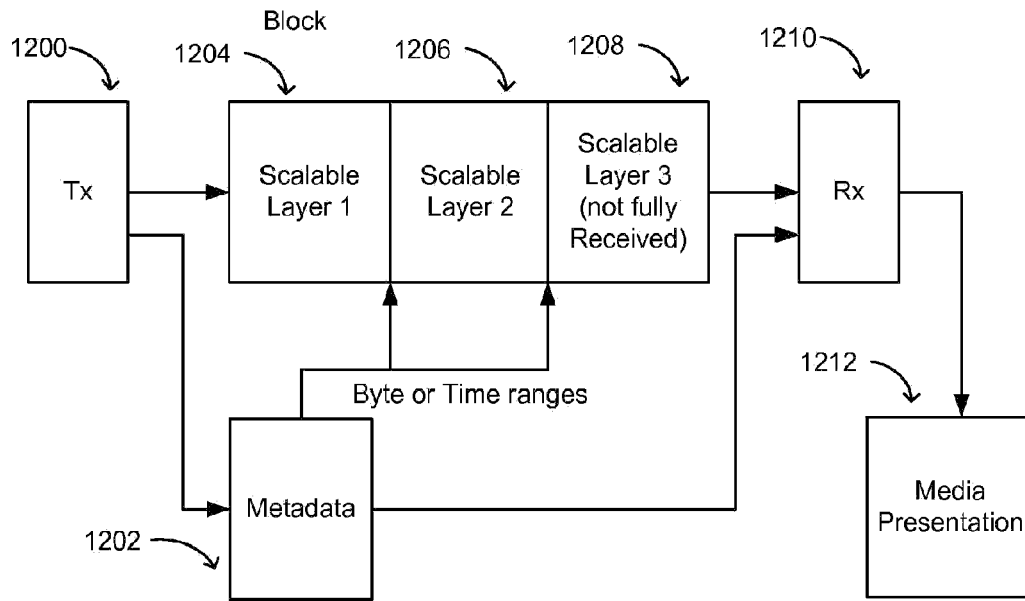 Block
1200
1204
1206
1208
1210
Tx
Scalable
Layer 1
Scalable
Layer 2
Scalable
Layer 3
(not fully
Received)
Rx
Byte or Time ranges
1212
Metadata
1202
Media
Presentation